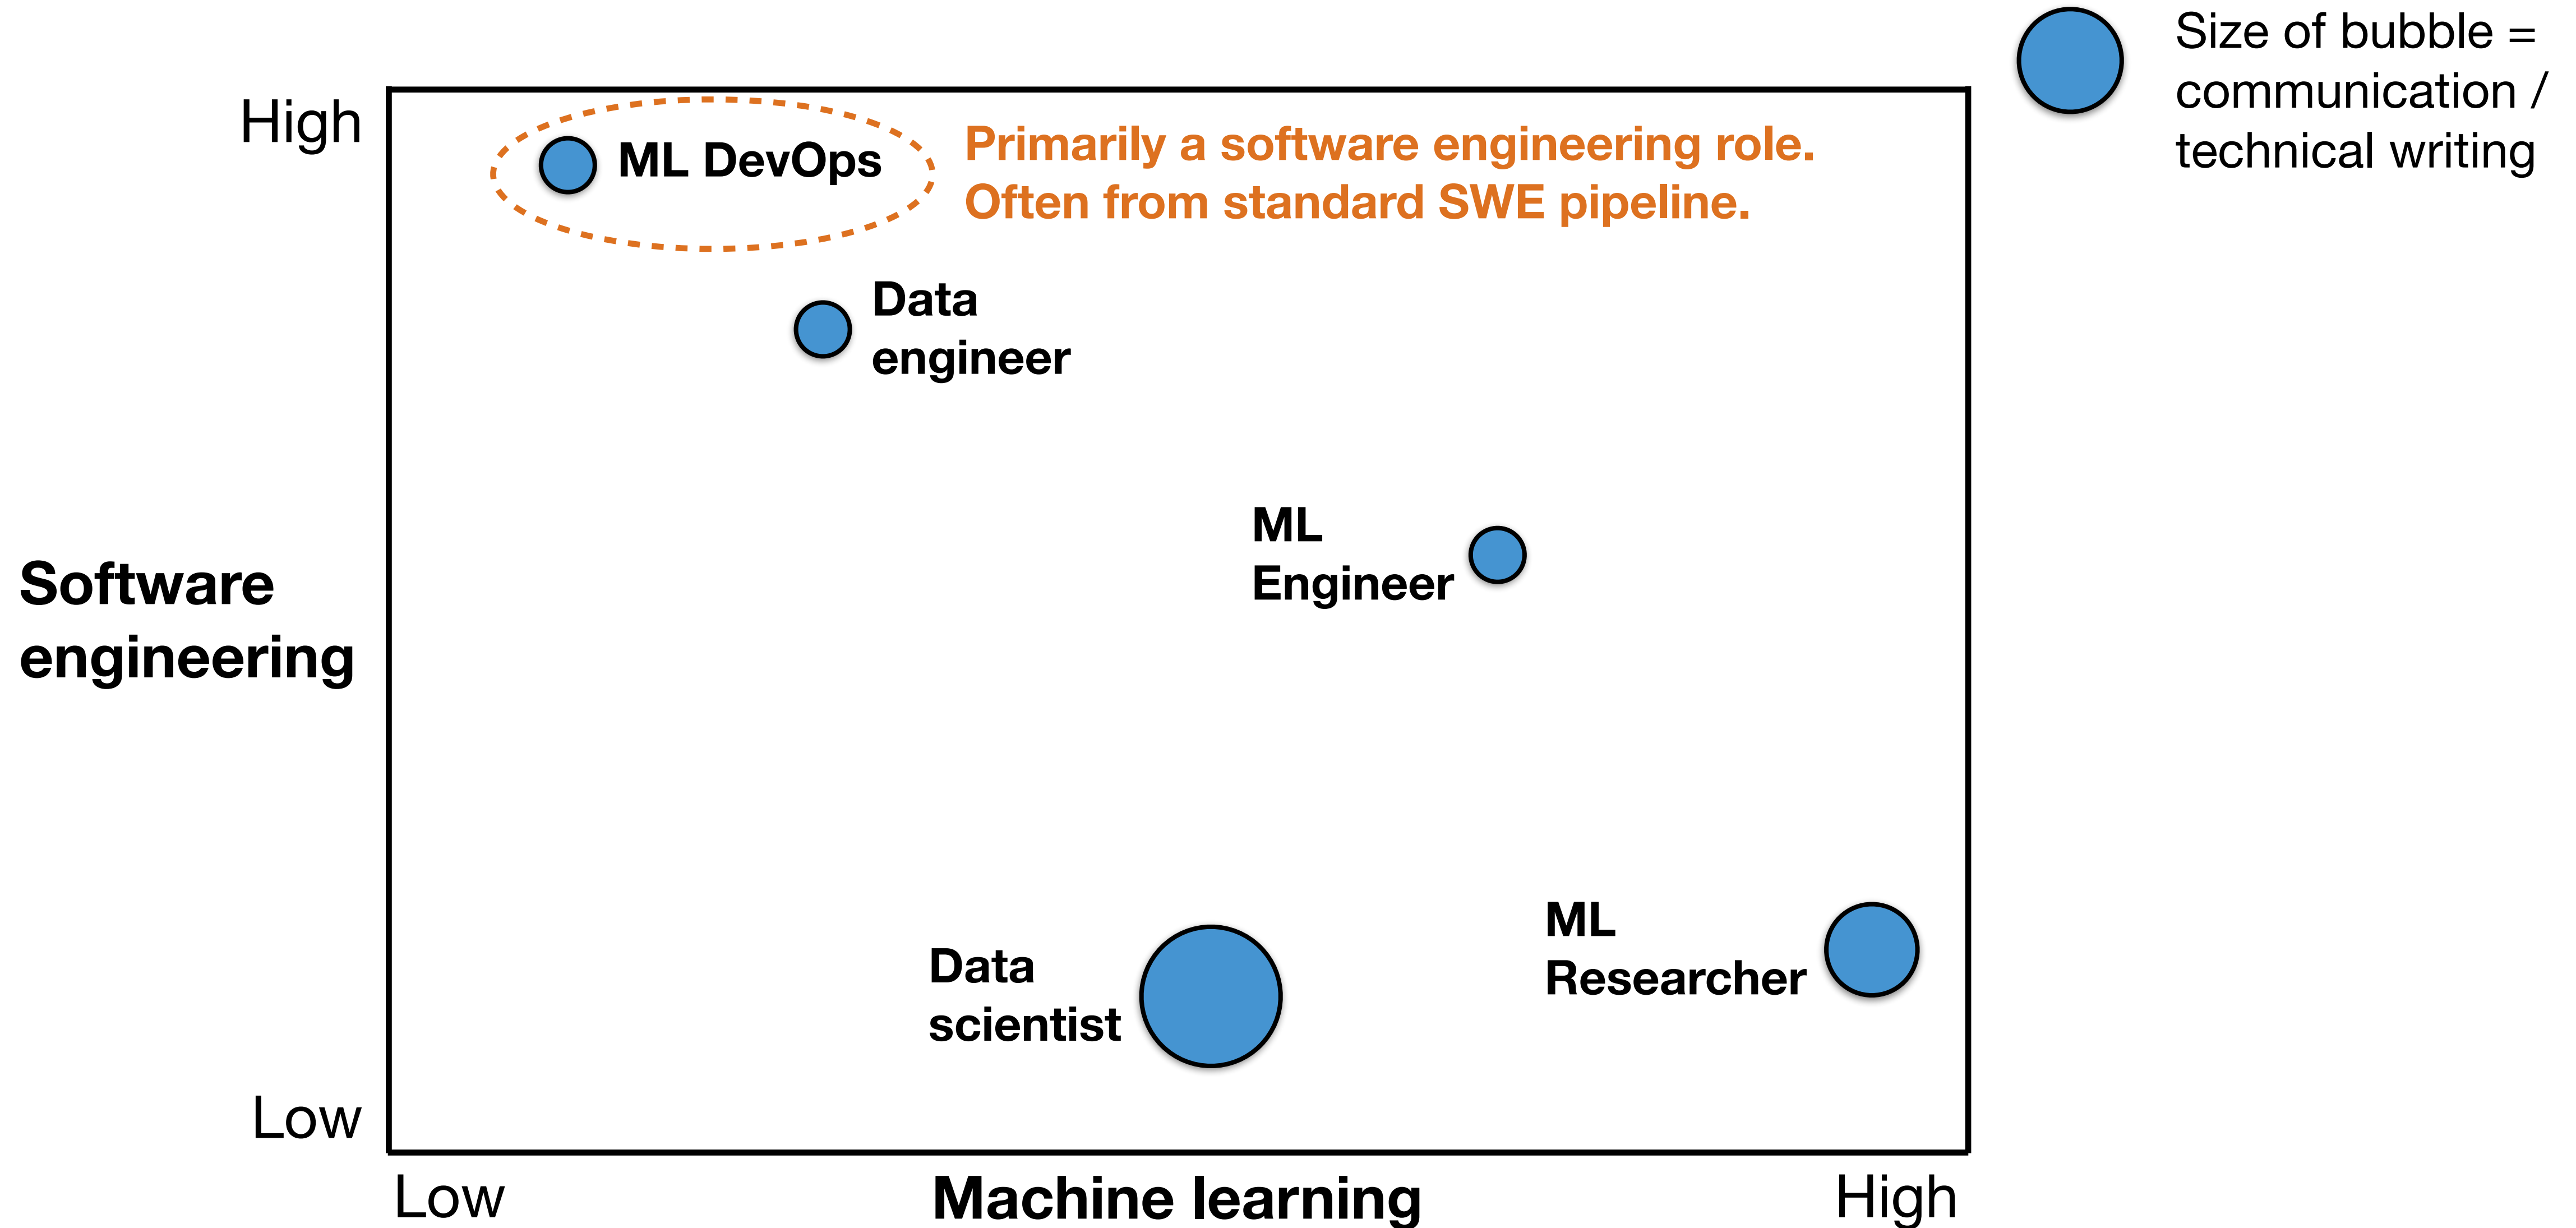 Size of bubble =
communication /
technical writing
High
ML DevOps
Primarily a software engineering role.
Often from standard SWE pipeline.
Data
engineer
ML
Engineer
Software
engineering
ML
Researcher
Data
scientist
Low
Low
Machine learning
High